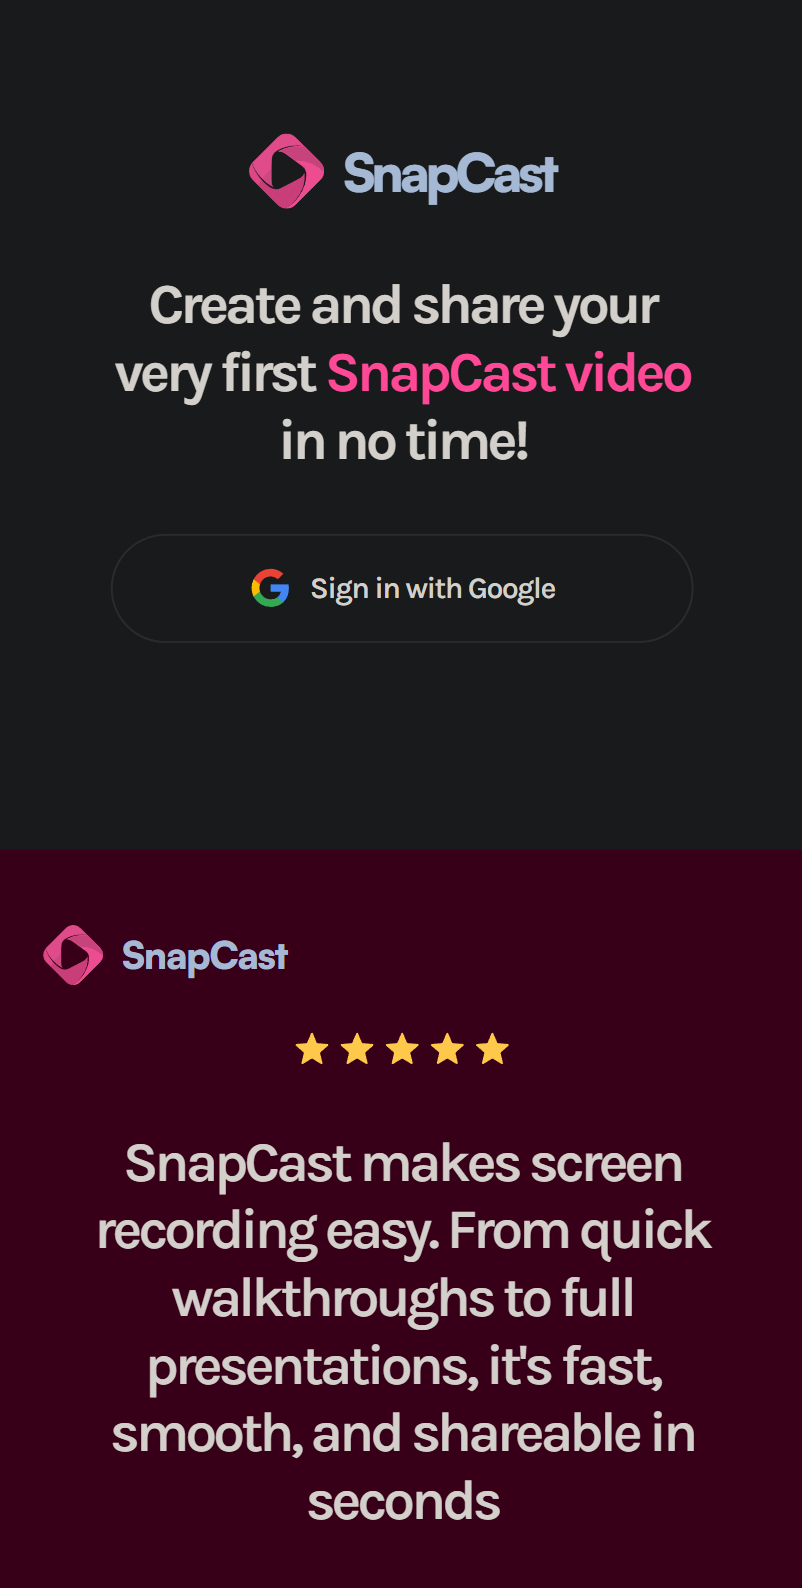 SnapCast
Create and share your
very first SnapCast video
in no time!
Sign in with Google
SnapCast
SnapCast makes screen
recording easy. From quick
walkthroughs to full
presentations, it's fast,
smooth, and shareable in
seconds